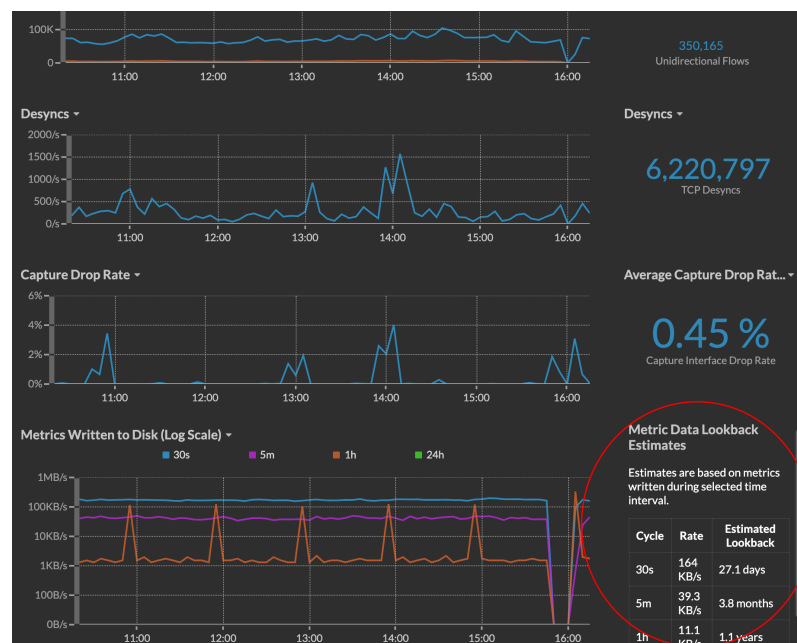 100K
0
11:00 12:00 13:00 14:00 15:00 16:00
350,165
Unidirectional Flows
Desyncs
2000/s
1500/s
1000/s
500/s
0/s
11:00 12:00 13:00 14:00 15:00 16:00
Desyncs
6,220,797
TCP Desyncs
Capture Drop Rate
6%
4%
2%
0%
11:00 12:00 13:00 14:00 15:00 16:00
Average Capture Drop Rat...
0.45 %
Capture Interface Drop Rate
Metrics Written to Disk (Log Scale)
30s 5m 1h 24h
1MB/s
100KB/s
10KB/s
1KB/s
100B/s
0B/s
11:00 12:00 13:00 14:00 15:00 16:00
Metric Data Lookback
Estimates
Estimates are based on metrics
written during selected time
interval.
Cycle Rate Estimated
Lookback
30s 164
KB/s 27.1 days
5m 39.3
KB/s 3.8 months
1h 11.1
KB/s 1.1 years